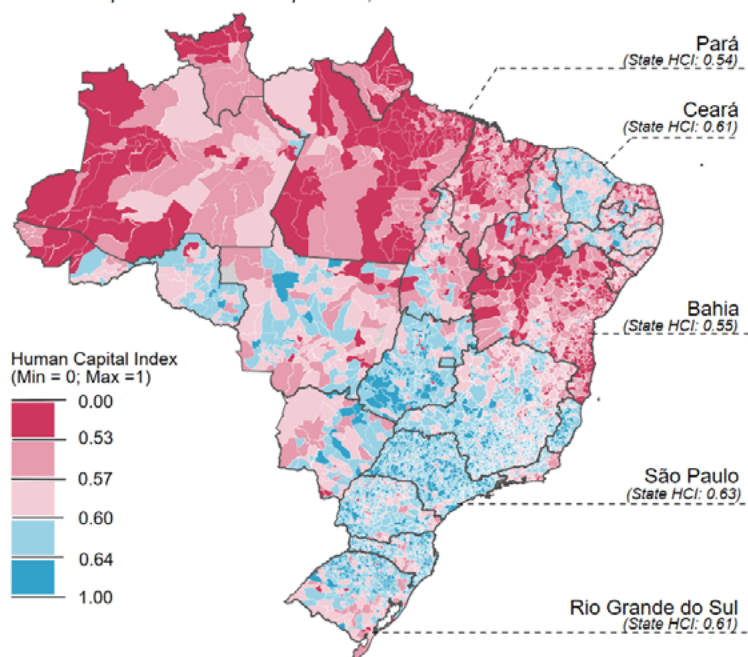 Pará
(State HCI: 0.54)
Ceará
(State HCI: 0.61)
Bahia
(State HCI: 0.55)
Human Capital Index
(Min = 0; Max =1)
0.00
0.53
0.57
0.60
0.64
1.00
São Paulo
(State HCI: 0.63)
Rio Grande do Sul
(State HCI: 0.61)